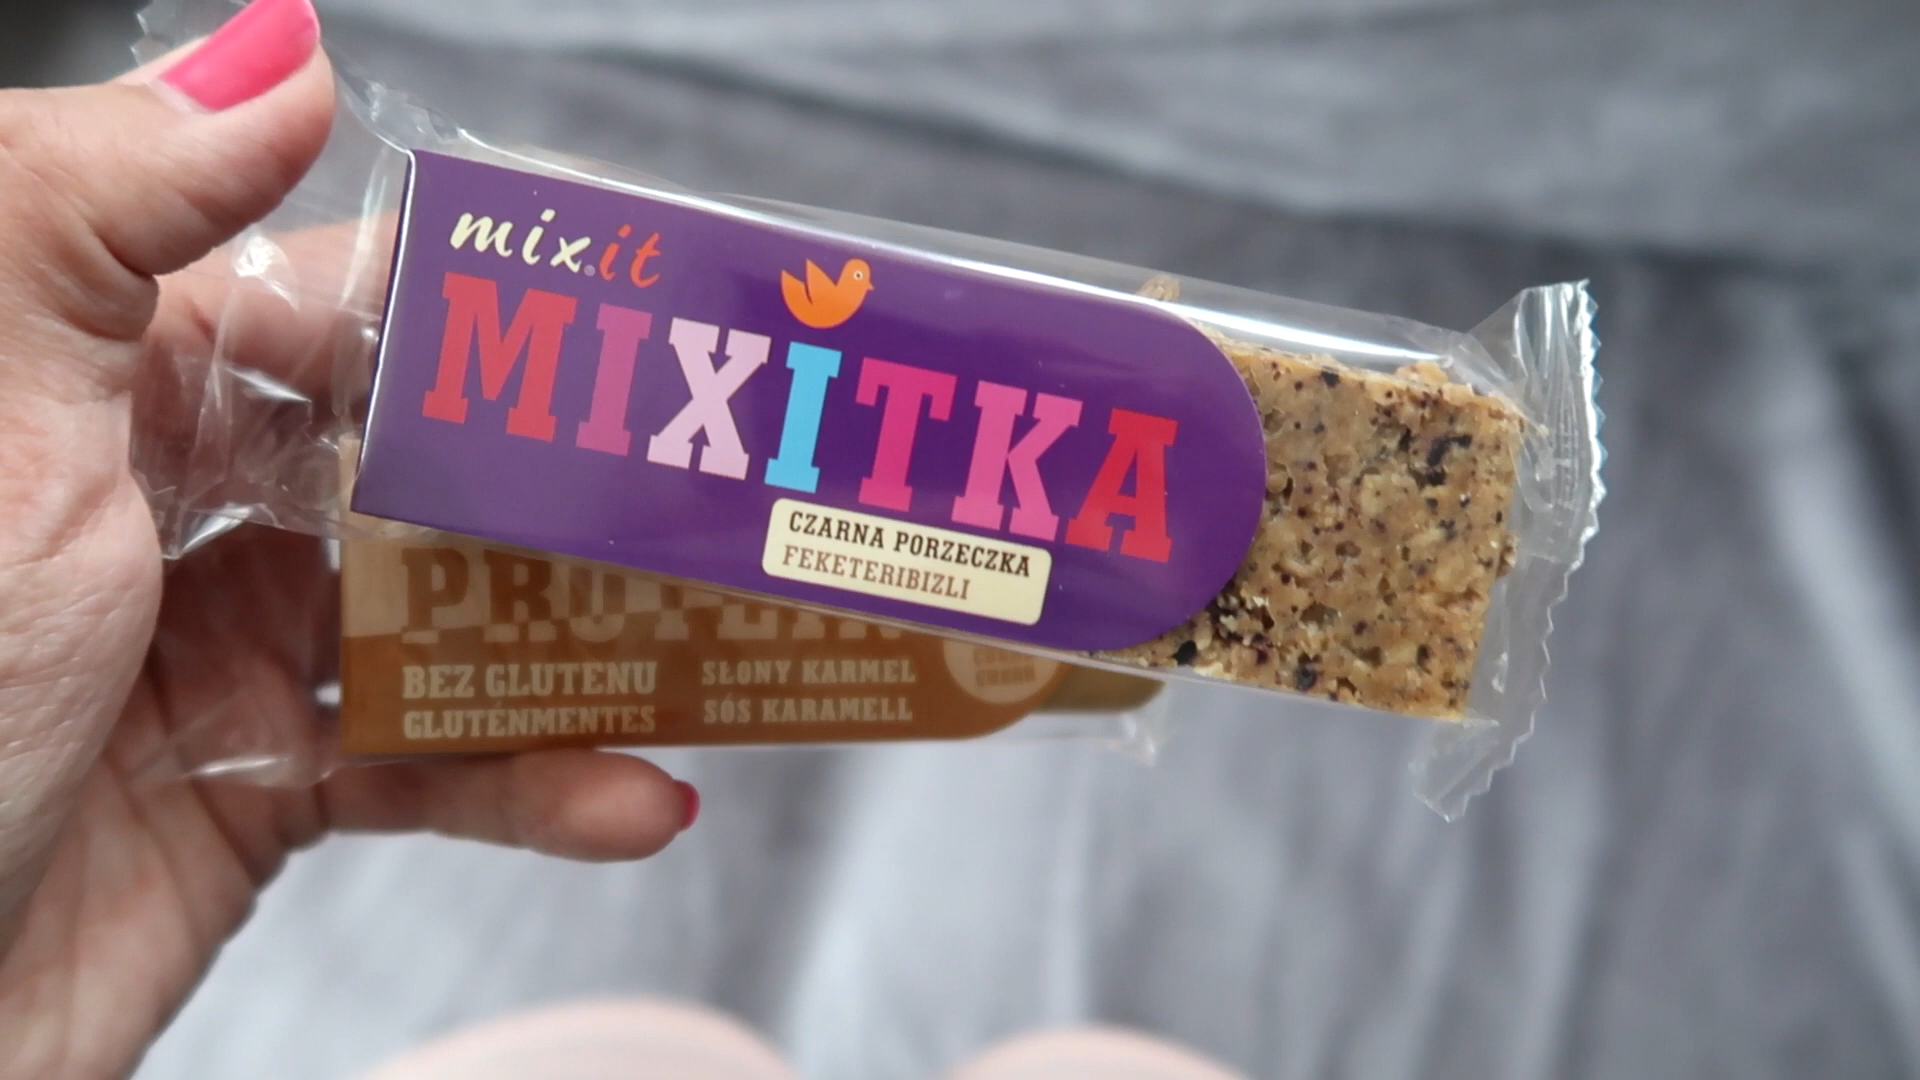 mix.it
MIXITKA
CZARNA PORZECZKA
FEKETERIBIZLI
PROTEIN
BEZ GLUTENU
GLUTÉNMENTES
SŁONY KARMEL
SÓS KARAMELL